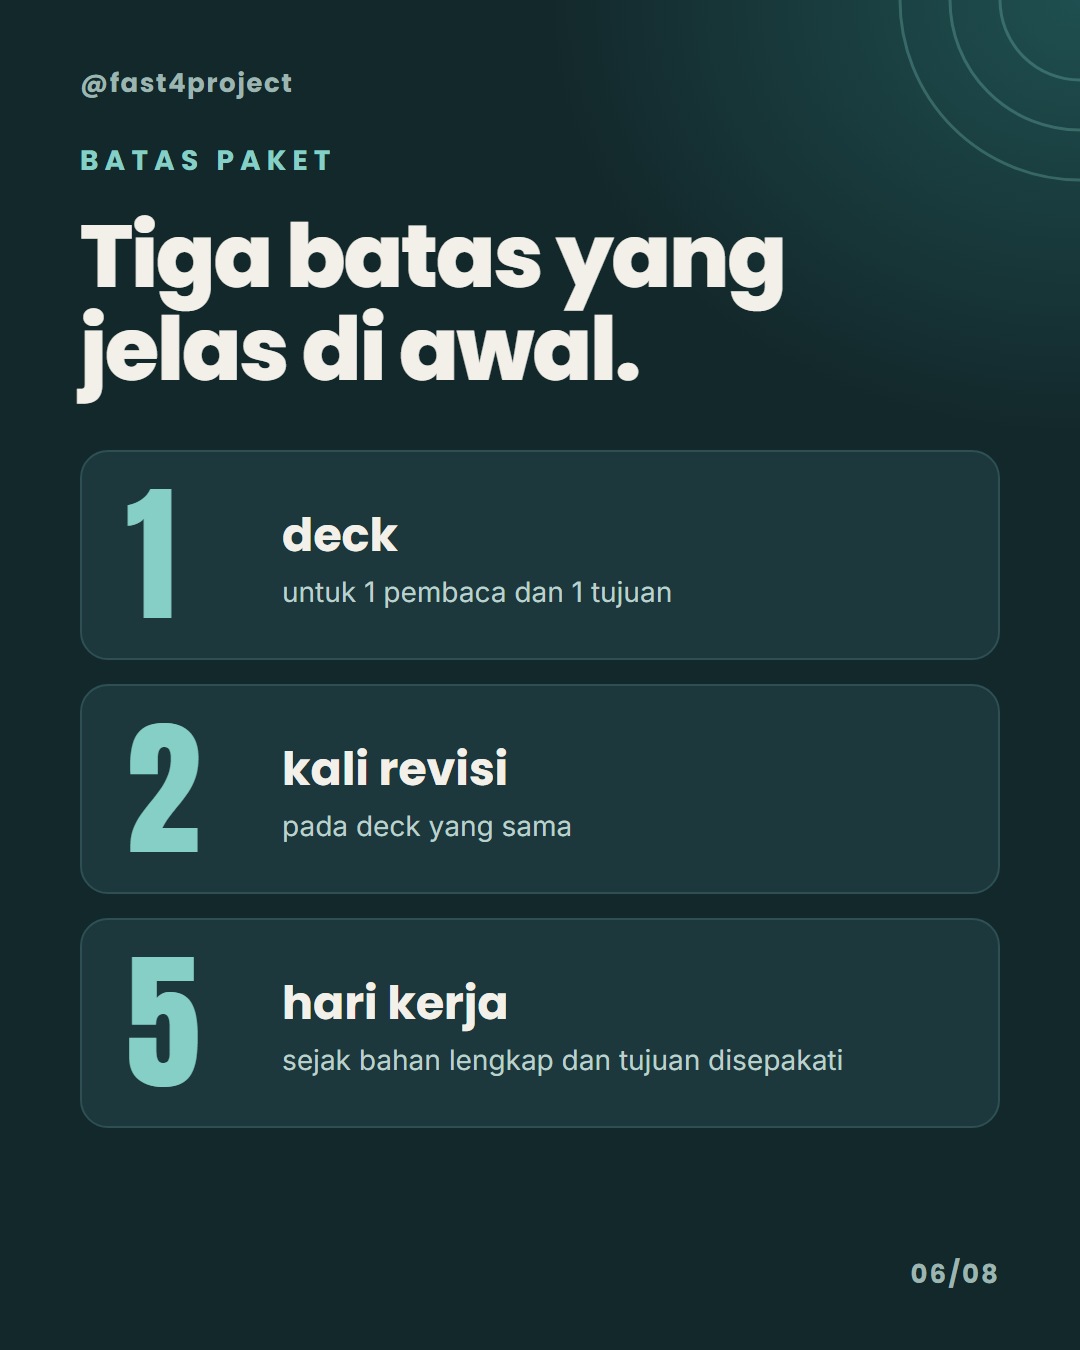 @fast4project
BATAS PAKET
Tiga batas yang
jelas di awal.
1
deck
untuk 1 pembaca dan 1 tujuan
2
kali revisi
pada deck yang sama
5
hari kerja
sejak bahan lengkap dan tujuan disepakati
06/08